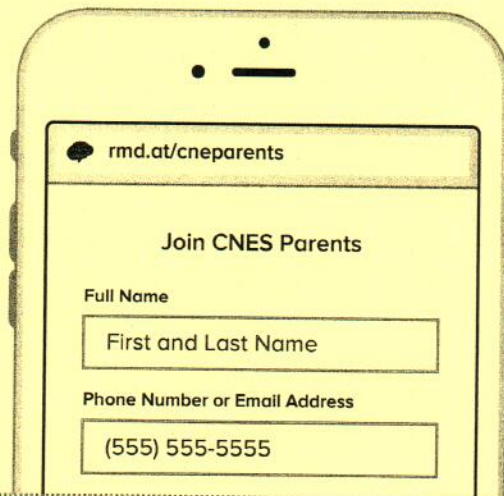 rmd.at/cneparents
Join CNES Parents
Full Name
First and Last Name
Phone Number or Email Address
(555) 555-5555